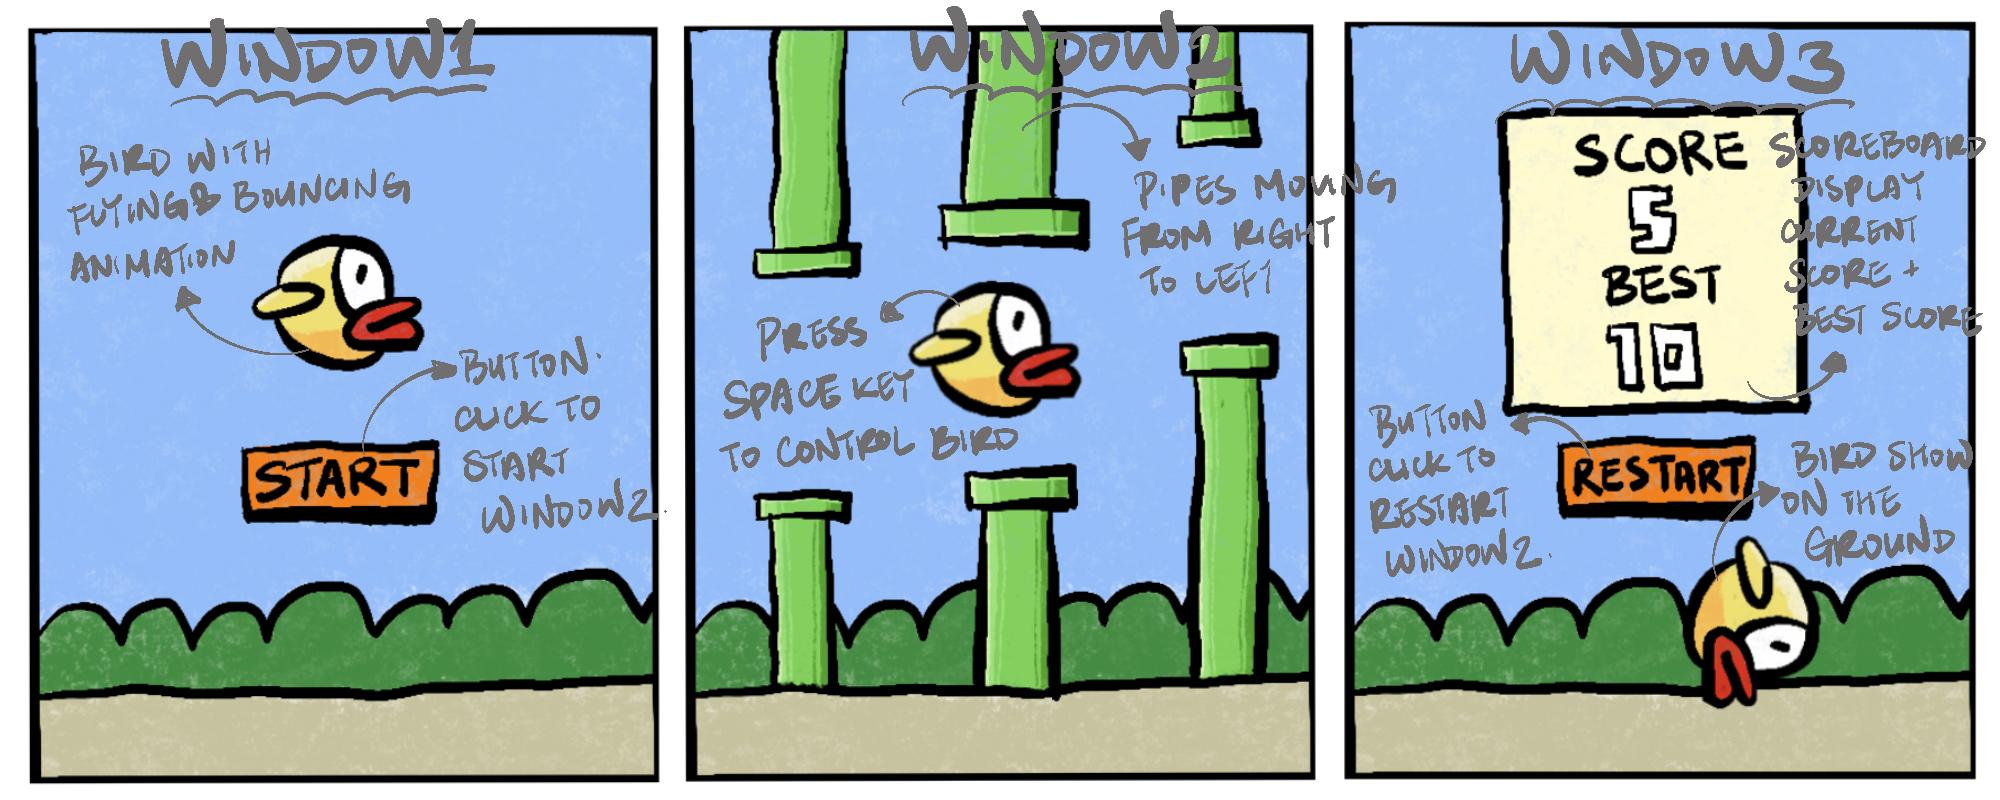 WINDOW1
BIRD WITH
FLYING & BOUNCING
ANIMATION
BUTTON.
CLICK TO
START
WINDOW2.
START
WINDOW2
PIPES MOVING
FROM RIGHT
TO LEFT
PRESS
SPACE KEY
TO CONTROL BIRD
WINDOW3
SCORE
5
BEST
10
SCOREBOARD
DISPLAY
CURRENT
SCORE +
BEST SCORE
BUTTON
CLICK TO
RESTART
WINDOW2.
RESTART
BIRD SHOW
ON THE
GROUND